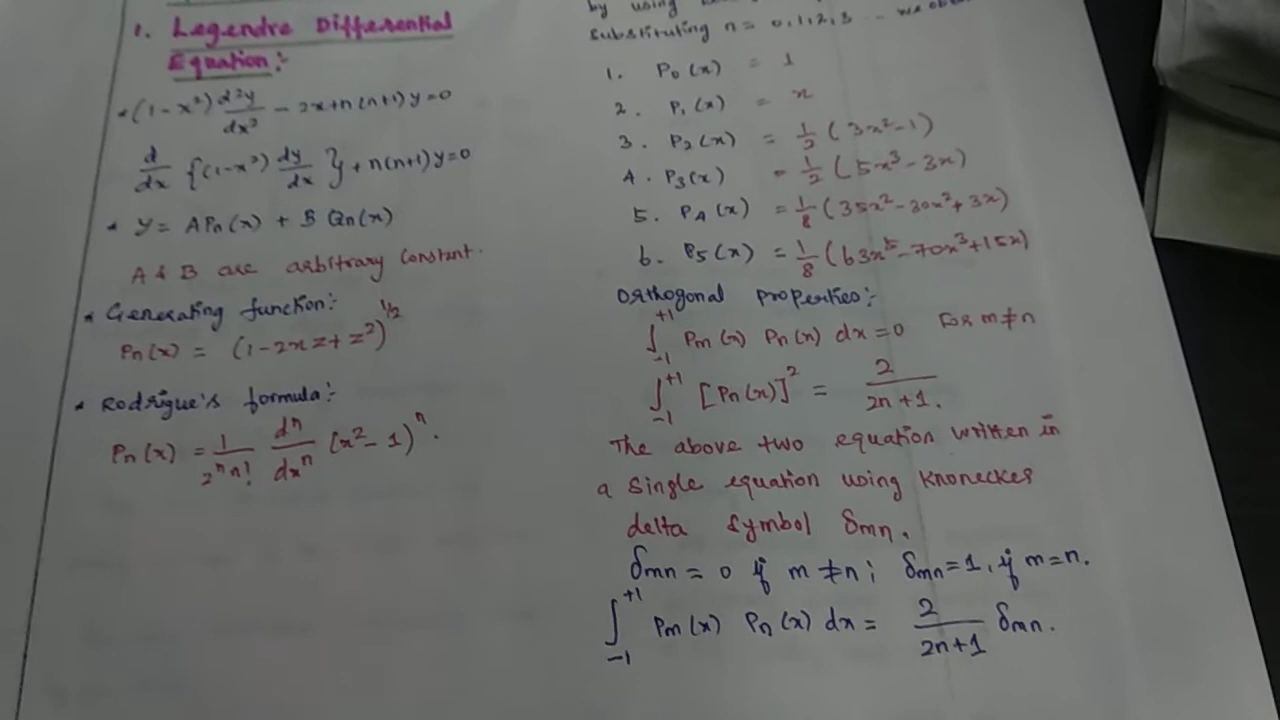 1. Legendre Differential
Equation:-
* (1-x²) d²y/dx² - 2x+n(n+1)y=0
d/dx {(1-x²) dy/dx } + n(n+1)y=0
* y= APn(x) + B Qn(x)
A & B are arbitrary constant.
* Generating function:-
Pn(x) = (1-2xz+z²)^1/2
* Rodrigue's formula:-
Pn(x) = 1/2ⁿn! dⁿ/dxⁿ (x²-1)ⁿ.
by using
Substituting n = 0,1,2,3 ..
1. P₀(x) = 1
2. P₁(x) = x
3. P₂(x) = 1/2 (3x²-1)
4. P₃(x) = 1/2 (5x³-3x)
5. P₄(x) = 1/8 (35x²-30x²+3x)
6. P₅(x) = 1/8 (63x⁵-70x³+15x)
Orthogonal properties:-
∫₋₁⁺¹ Pm(x) Pn(x) dx=0 For m≠n
∫₋₁⁺¹ [Pn(x)]² = 2/2n+1.
The above two equation written in
a single equation using Knonecker
delta symbol δmn.
δmn = 0 if m≠n; δmn=1, if m=n.
∫₋₁⁺¹ Pm(x) Pn(x) dx = 2/2n+1 δmn.